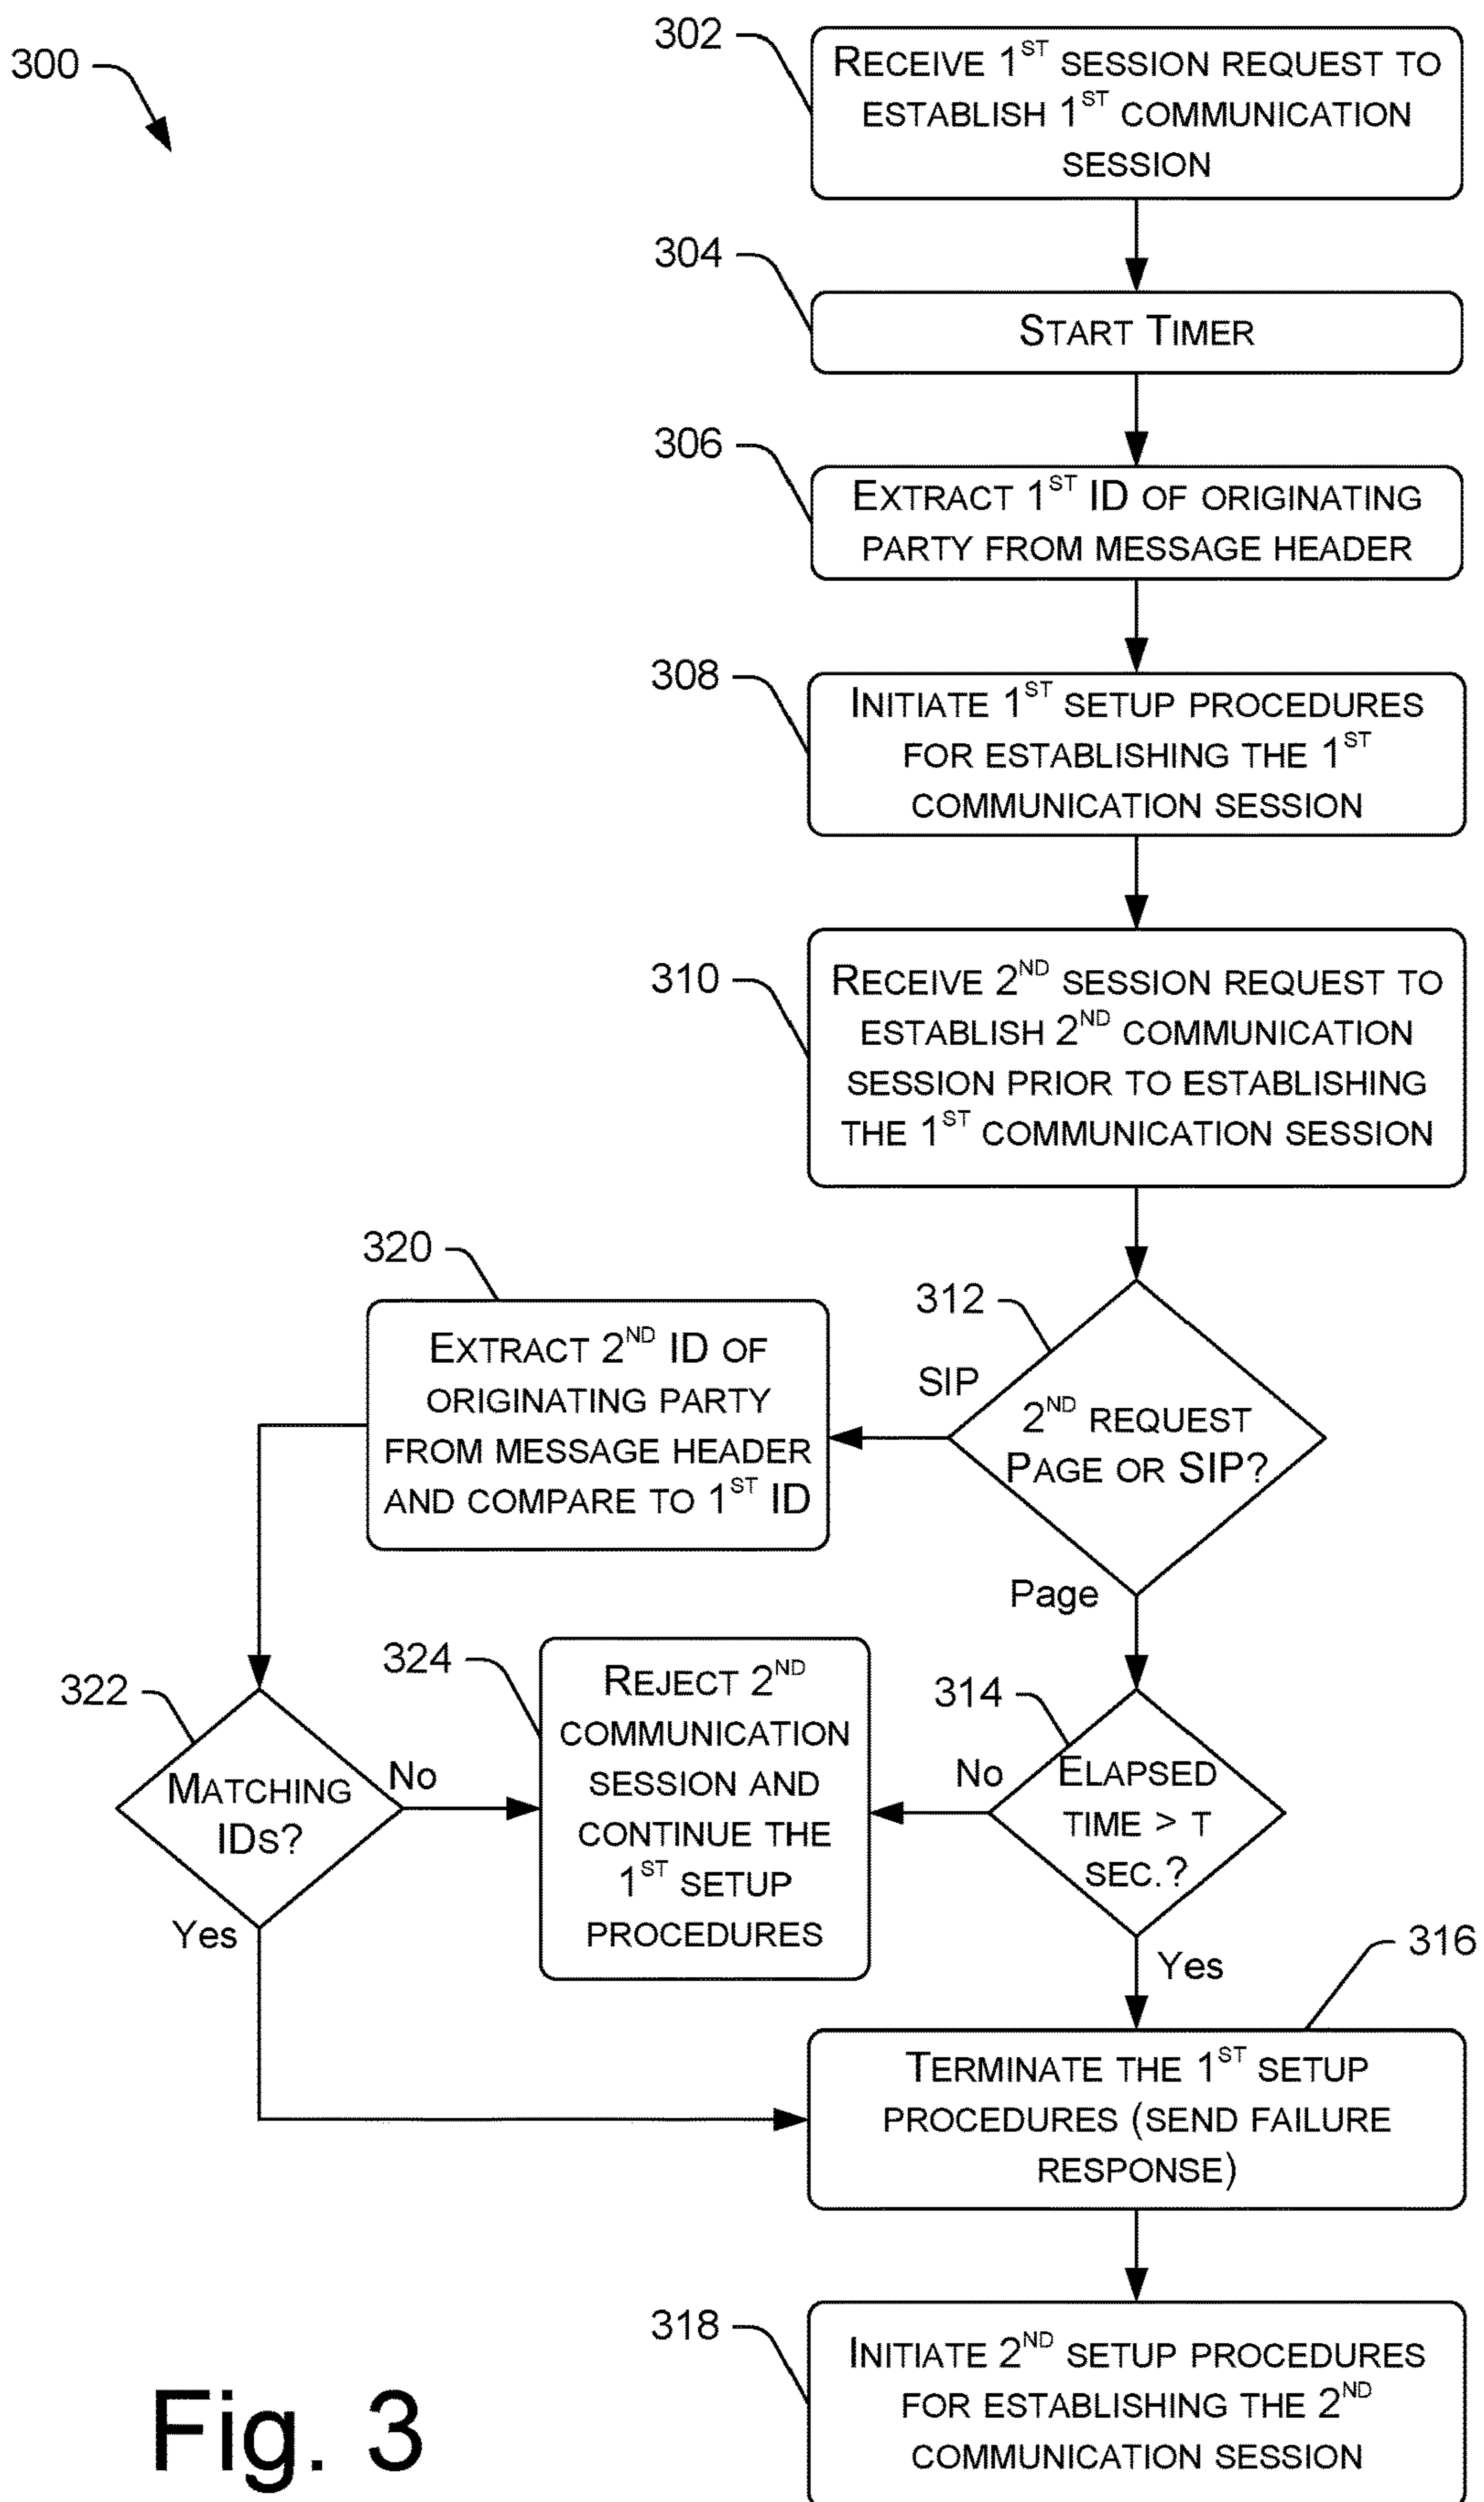 300
302
RECEIVE 1ST SESSION REQUEST TO
ESTABLISH 1ST COMMUNICATION
SESSION
304
START TIMER
306
EXTRACT 1ST ID OF ORIGINATING
PARTY FROM MESSAGE HEADER
308
INITIATE 1ST SETUP PROCEDURES
FOR ESTABLISHING THE 1ST
COMMUNICATION SESSION
310
RECEIVE 2ND SESSION REQUEST TO
ESTABLISH 2ND COMMUNICATION
SESSION PRIOR TO ESTABLISHING
THE 1ST COMMUNICATION SESSION
312
2ND REQUEST
PAGE OR SIP?
SIP
Page
320
EXTRACT 2ND ID OF
ORIGINATING PARTY
FROM MESSAGE HEADER
AND COMPARE TO 1ST ID
322
MATCHING
IDS?
No
Yes
324
REJECT 2ND
COMMUNICATION
SESSION AND
CONTINUE THE
1ST SETUP
PROCEDURES
314
ELAPSED
TIME > T
SEC.?
No
Yes
316
TERMINATE THE 1ST SETUP
PROCEDURES (SEND FAILURE
RESPONSE)
318
INITIATE 2ND SETUP PROCEDURES
FOR ESTABLISHING THE 2ND
COMMUNICATION SESSION
Fig. 3